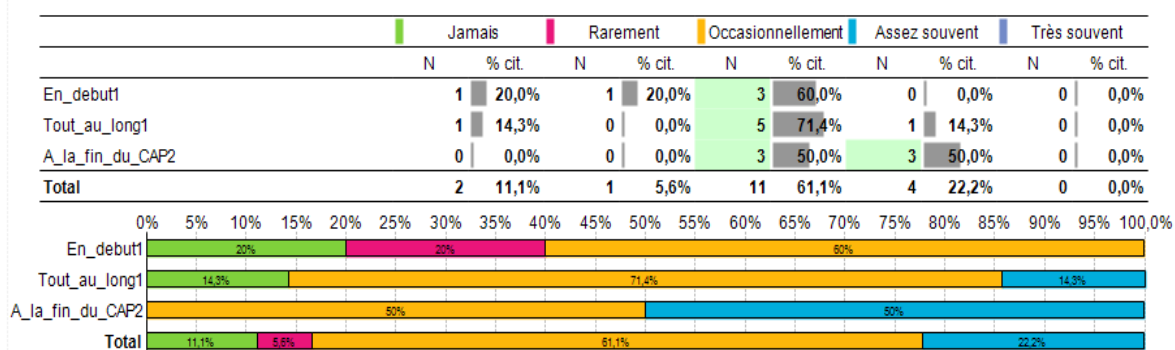 Jamais Rarement Occasionnellement Assez souvent Très souvent
N % cit. N % cit. N % cit. N % cit. N % cit.
En_debut1 1 20,0% 1 20,0% 3 60,0% 0 0,0% 0 0,0%
Tout_au_long1 1 14,3% 0 0,0% 5 71,4% 1 14,3% 0 0,0%
A_la_fin_du_CAP2 0 0,0% 0 0,0% 3 50,0% 3 50,0% 0 0,0%
Total 2 11,1% 1 5,6% 11 61,1% 4 22,2% 0 0,0%
0% 5% 10% 15% 20% 25% 30% 35% 40% 45% 50% 55% 60% 65% 70% 75% 80% 85% 90% 95% 100,0%
En_debut1 20% 20% 60%
Tout_au_long1 14,3% 71,4% 14,3%
A_la_fin_du_CAP2 50% 50%
Total 11,1% 5,6% 61,1% 22,2%